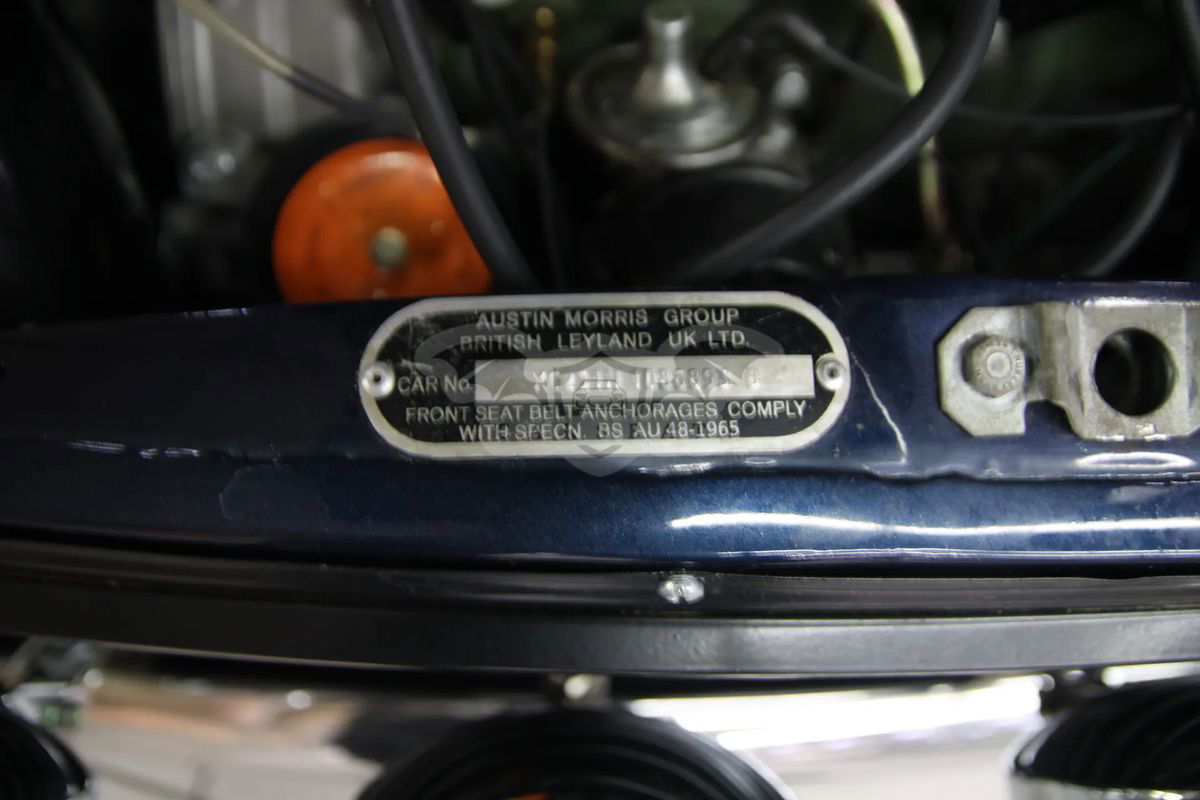 AUSTIN MORRIS GROUP
BRITISH LEYLAND UK LTD.
CAR No.
FRONT SEAT BELT ANCHORAGES COMPLY
WITH SPECN. BS AU 48-1965